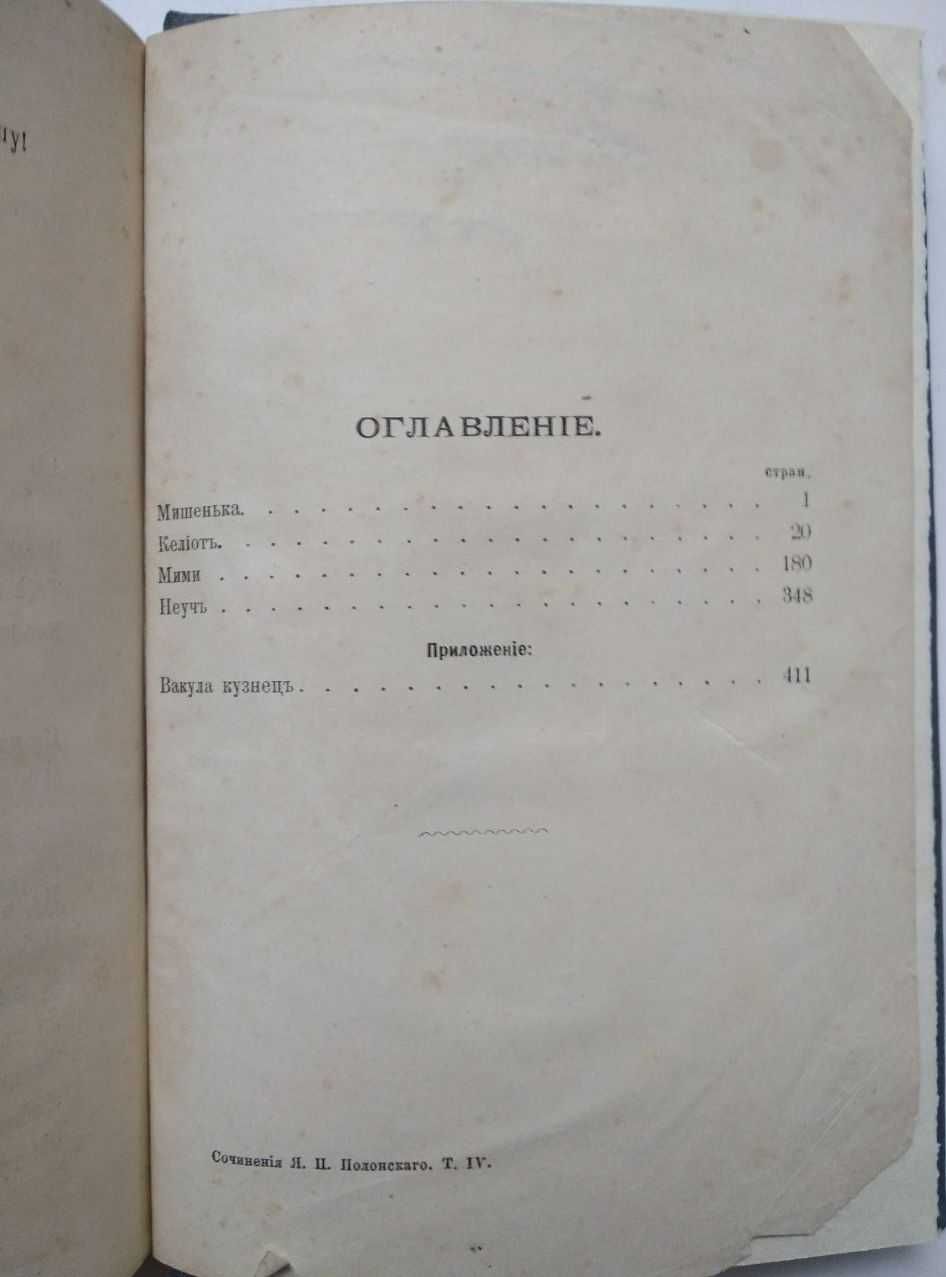 ОГЛАВЛЕНІЕ.
стран.
Мишенька. . . . . . . . . . . . . . . . . . . . 1
Келіотъ. . . . . . . . . . . . . . . . . . . . . 20
Мими . . . . . . . . . . . . . . . . . . . . . 180
Неучъ . . . . . . . . . . . . . . . . . . . . . 348
Приложеніе:
Вакула кузнецъ . . . . . . . . . . . . . . . . . . 411
Сочиненія Я. П. Полонскаго. Т. IV.